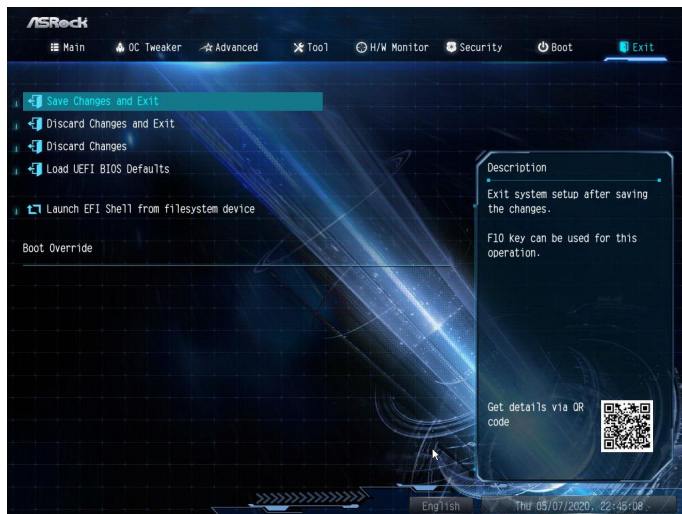 ASRock
Main OC Tweaker Advanced Tool H/W Monitor Security Boot Exit
Save Changes and Exit
Discard Changes and Exit
Discard Changes
Load UEFI BIOS Defaults
Launch EFI Shell from filesystem device
Boot Override
Description
Exit system setup after saving
the changes.
F10 key can be used for this
operation.
Get details via QR
code
English
Thu 05/07/2020, 22:45:08